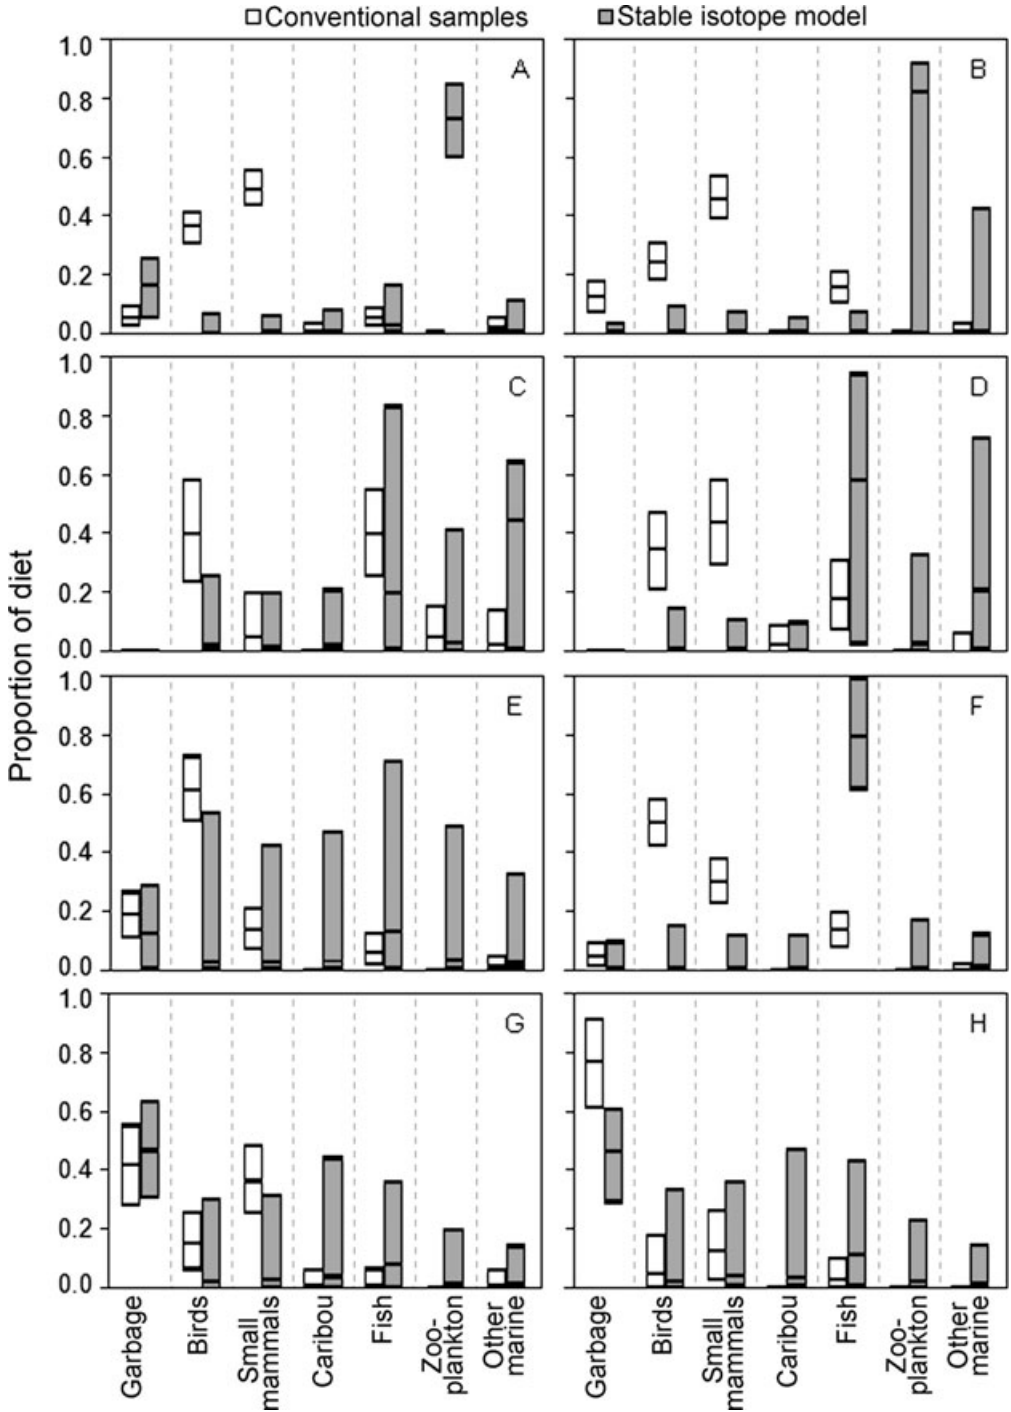 Conventional samples Stable isotope model
1.0
0.8
0.6
0.4
0.2
0.0
A
B
1.0
0.8
0.6
0.4
0.2
0.0
C
D
1.0
0.8
0.6
0.4
0.2
0.0
E
F
1.0
0.8
0.6
0.4
0.2
0.0
G
H
Proportion of diet
Garbage
Birds
Small
mammals
Caribou
Fish
Zoo-
plankton
Other
marine
Garbage
Birds
Small
mammals
Caribou
Fish
Zoo-
plankton
Other
marine